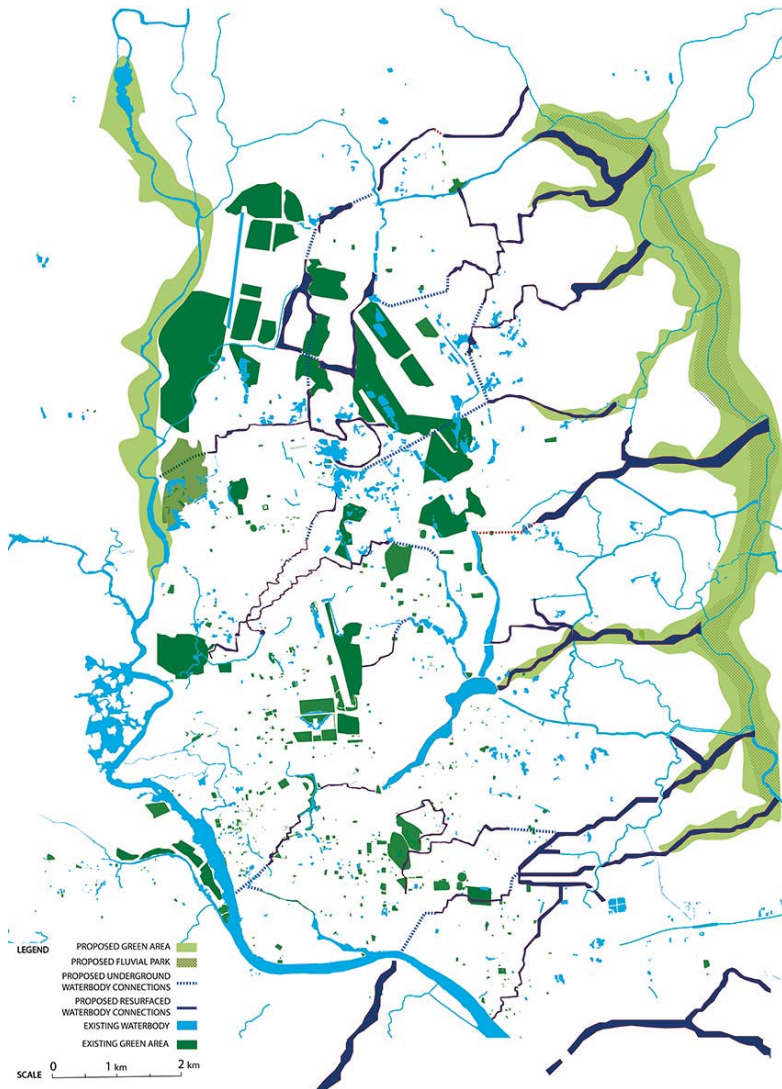 LEGEND
PROPOSED GREEN AREA
PROPOSED FLUVIAL PARK
PROPOSED UNDERGROUND
WATERBODY CONNECTIONS
PROPOSED RESURFACED
WATERBODY CONNECTIONS
EXISTING WATERBODY
EXISTING GREEN AREA
SCALE 0 1 km 2 km